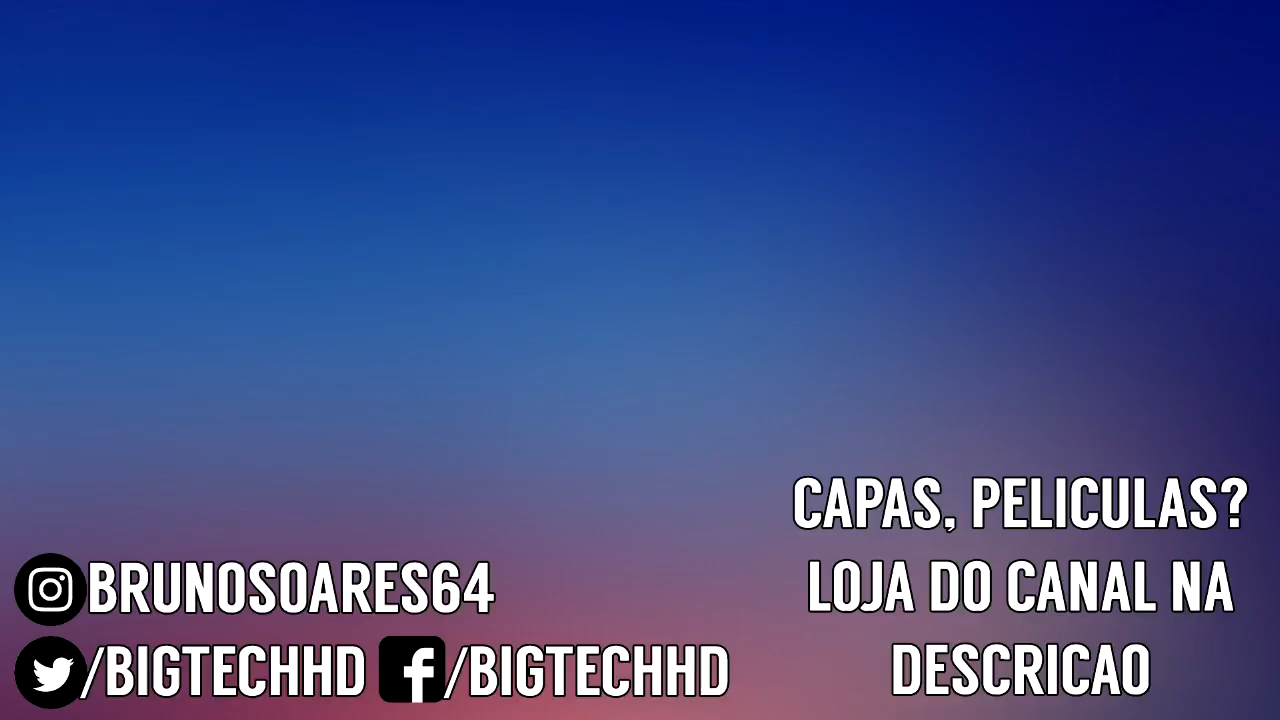 CAPAS, PELICULAS?
LOJA DO CANAL NA
DESCRICAO
BRUNOSOARES64
/BIGTECHHD /BIGTECHHD